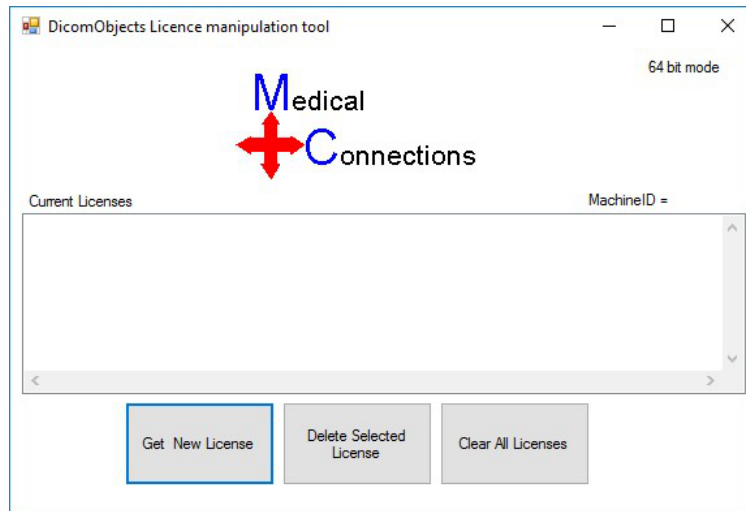 DicomObjects Licence manipulation tool
64 bit mode
Medical
Connections
Current Licenses
MachineID =
Get New License
Delete Selected
License
Clear All Licenses